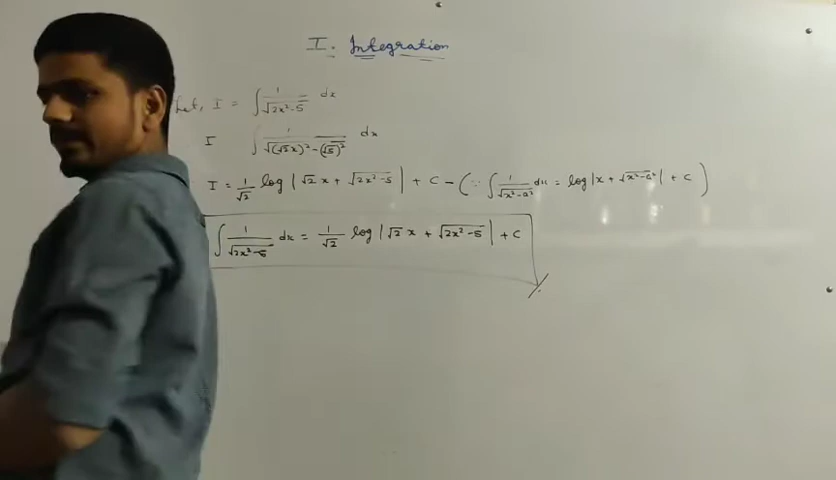 I. Integration
Let, I = ∫ 1/√(2x²-5) dx
I ∫ 1/√((√2x)²-(√5)²) dx
I = 1/√2 log |√2 x + √(2x²-5)| + C - (∵ ∫ 1/√(x²-a²) dx = log|x + √(x²-a²)| + C)
∫ 1/√(2x²-5) dx = 1/√2 log |√2 x + √(2x²-5)| + C